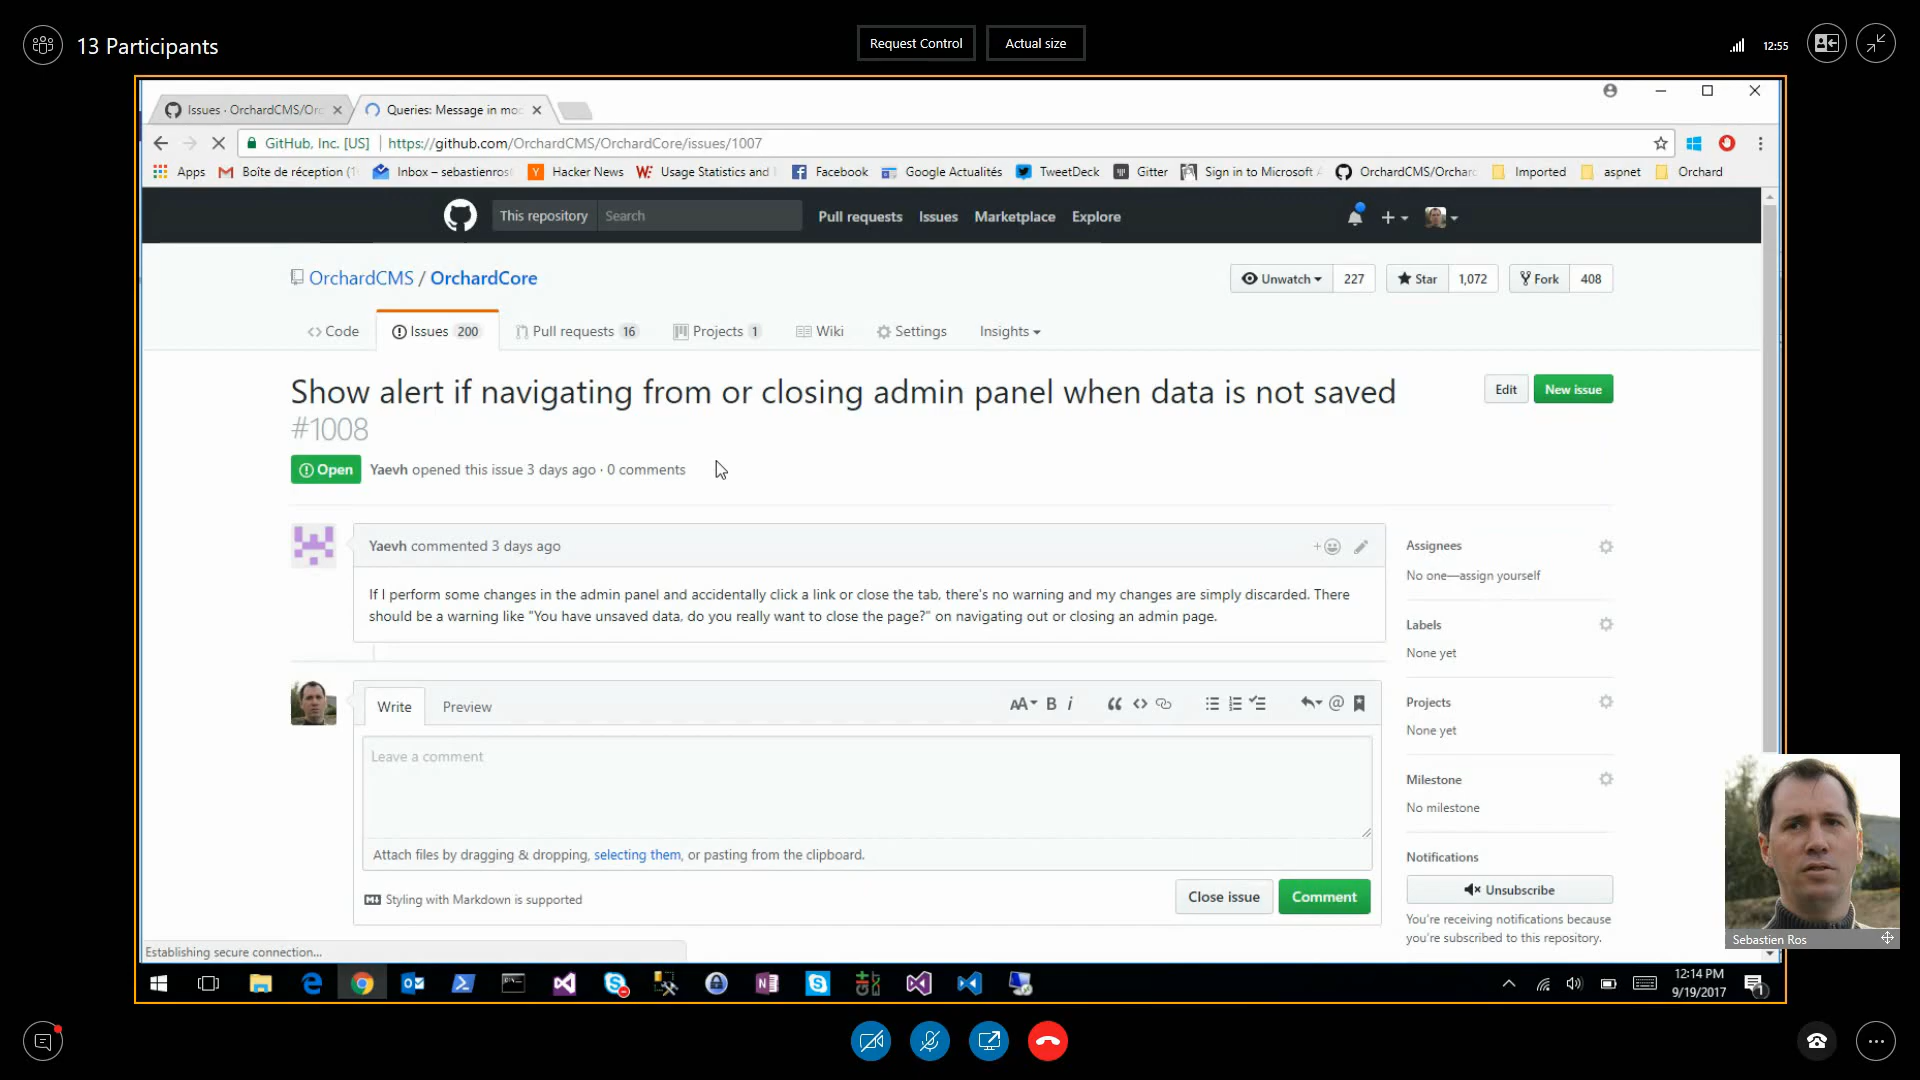 13 Participants
Request Control
Actual size
12:55
Issues · OrchardCMS/Orc
Queries: Message in mod
GitHub, Inc. [US]
https://github.com/OrchardCMS/OrchardCore/issues/1007
Apps
Boîte de réception (1
Inbox – sebastienros
Hacker News
Usage Statistics and
Facebook
Google Actualités
TweetDeck
Gitter
Sign in to Microsoft
OrchardCMS/Orchar
Imported
aspnet
Orchard
This repository
Search
Pull requests
Issues
Marketplace
Explore
OrchardCMS / OrchardCore
Unwatch
227
Star
1,072
Fork
408
Code
Issues 200
Pull requests 16
Projects 1
Wiki
Settings
Insights
Show alert if navigating from or closing admin panel when data is not saved
#1008
Edit
New issue
Open
Yaevh opened this issue 3 days ago · 0 comments
Yaevh commented 3 days ago
If I perform some changes in the admin panel and accidentally click a link or close the tab, there's no warning and my changes are simply discarded. There
should be a warning like "You have unsaved data, do you really want to close the page?" on navigating out or closing an admin page.
Assignees
No one—assign yourself
Labels
None yet
Projects
None yet
Milestone
No milestone
Notifications
Unsubscribe
You're receiving notifications because
you're subscribed to this repository.
Write
Preview
AA B i
Leave a comment
Attach files by dragging & dropping, selecting them, or pasting from the clipboard.
Styling with Markdown is supported
Close issue
Comment
Sebastien Ros
Establishing secure connection...
12:14 PM
9/19/2017
1